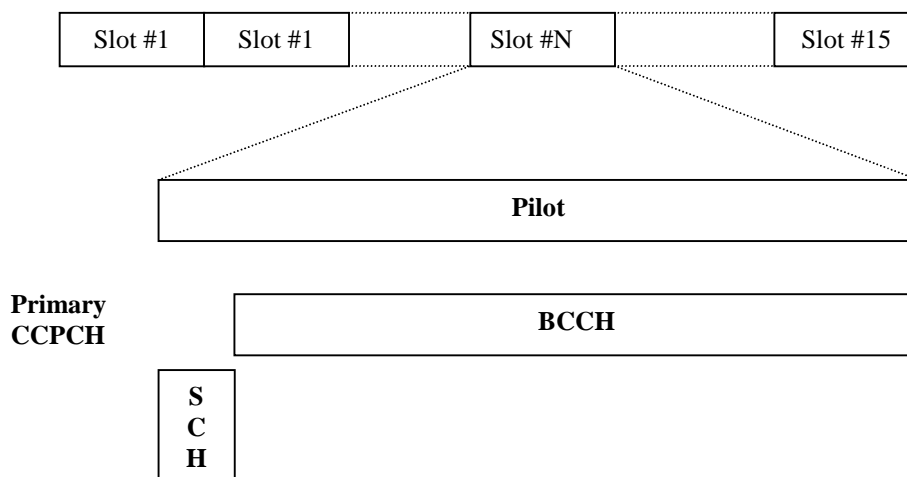 Slot #1 Slot #1 Slot #N Slot #15
Pilot
Primary
CCPCH
BCCH
S
C
H